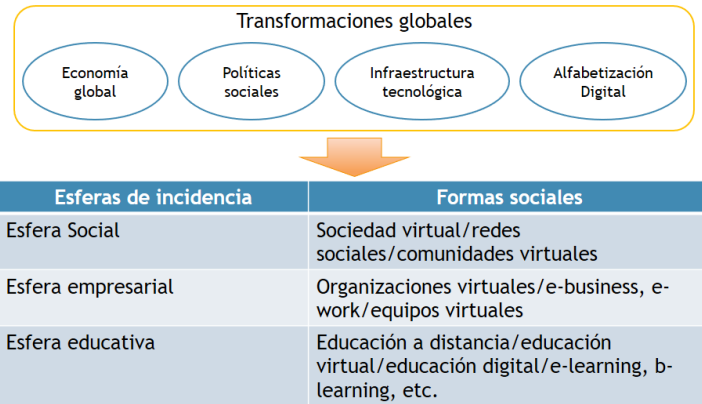 Transformaciones globales
Economía
global
Políticas
sociales
Infraestructura
tecnológica
Alfabetización
Digital
Esferas de incidencia
Formas sociales
Esfera Social
Sociedad virtual/redes
sociales/comunidades virtuales
Esfera empresarial
Organizaciones virtuales/e-business, e-
work/equipos virtuales
Esfera educativa
Educación a distancia/educación
virtual/educación digital/e-learning, b-
learning, etc.